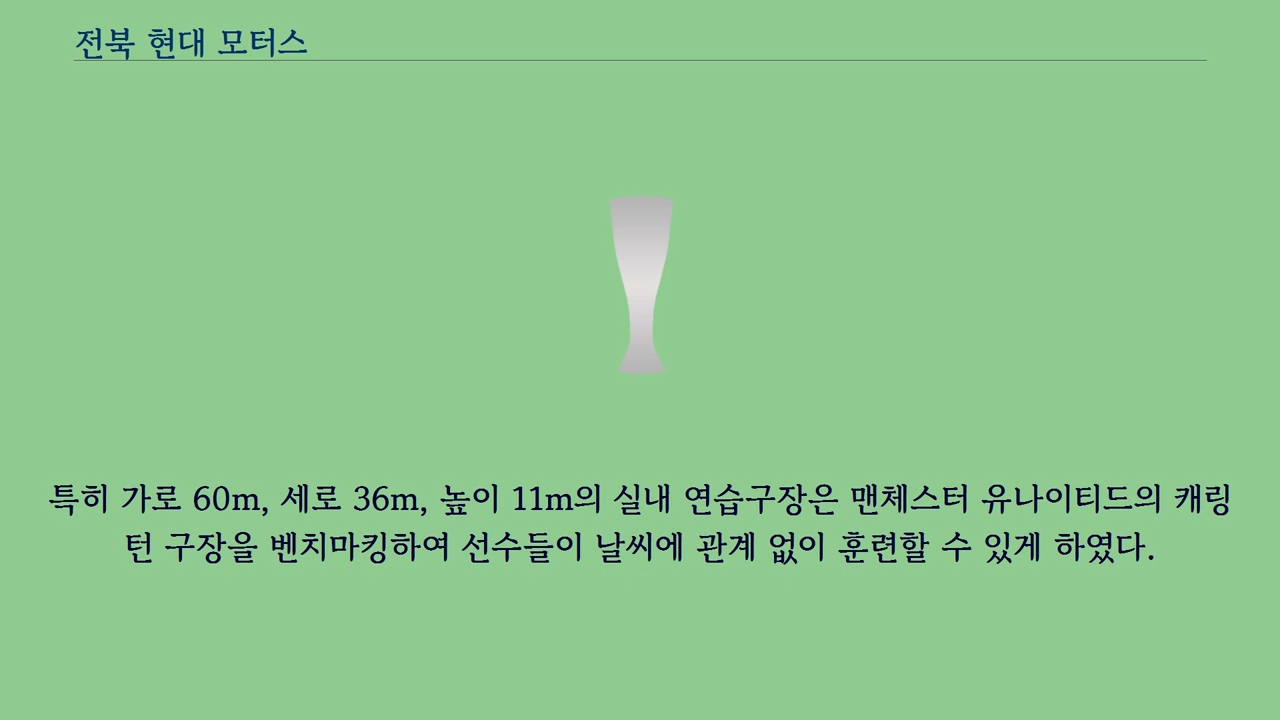 전북 현대 모터스
특히 가로 60m, 세로 36m, 높이 11m의 실내 연습구장은 맨체스터 유나이티드의 캐링
턴 구장을 벤치마킹하여 선수들이 날씨에 관계 없이 훈련할 수 있게 하였다.